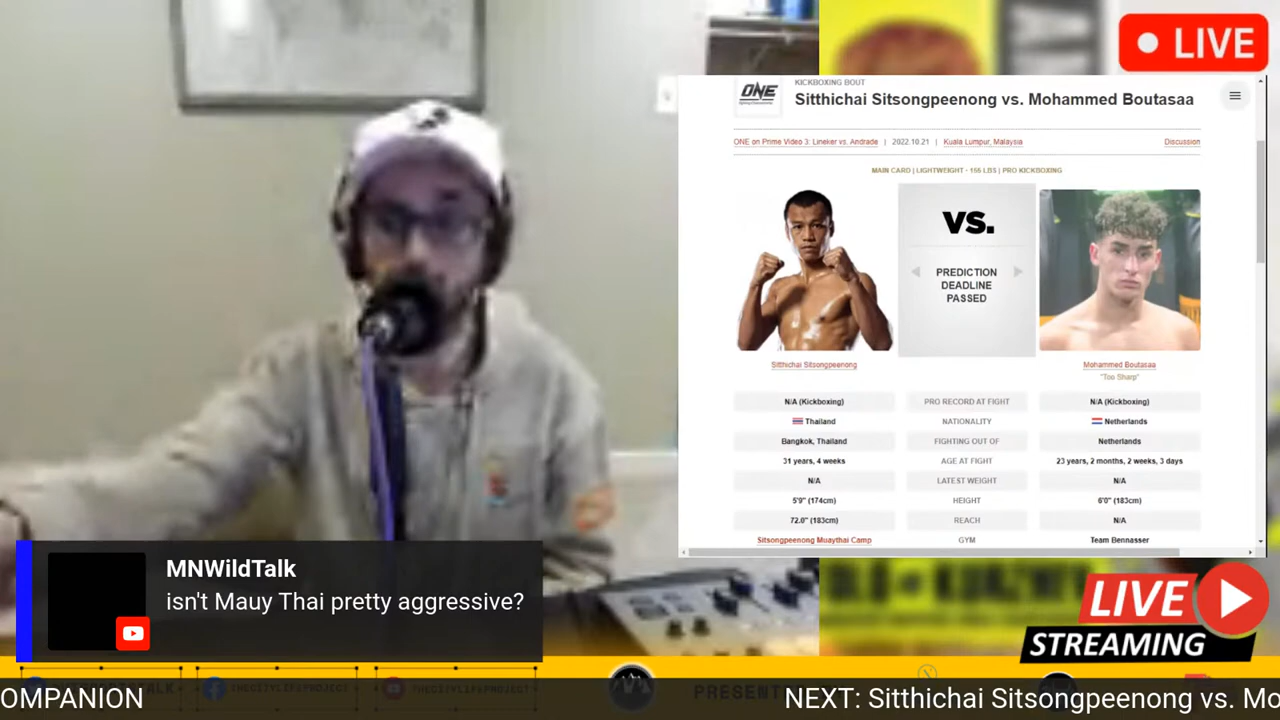 LIVE
KICKBOXING BOUT
ONE
Sitthichai Sitsongpeenong vs. Mohammed Boutasaa
ONE on Prime Video 3: Lineker vs. Andrade | 2022.10.21 | Kuala Lumpur, Malaysia
Discussion
MAIN CARD | LIGHTWEIGHT · 155 LBS | PRO KICKBOXING
VS.
PREDICTION
DEADLINE
PASSED
Sitthichai Sitsongpeenong
Mohammed Boutasaa
"Too Sharp"
N/A (Kickboxing) PRO RECORD AT FIGHT N/A (Kickboxing)
Thailand NATIONALITY Netherlands
Bangkok, Thailand FIGHTING OUT OF Netherlands
31 years, 4 weeks AGE AT FIGHT 23 years, 2 months, 2 weeks, 3 days
N/A LATEST WEIGHT N/A
5'9" (174cm) HEIGHT 6'0" (183cm)
72.0" (183cm) REACH N/A
Sitsongpeenong Muaythai Camp GYM Team Bennasser
MNWildTalk
isn't Mauy Thai pretty aggressive?
LIVE
STREAMING
THECITYLIFEPROJECT
THECITYLIFEPROJECT
OMPANION
NEXT: Sitthichai Sitsongpeenong vs. Mo